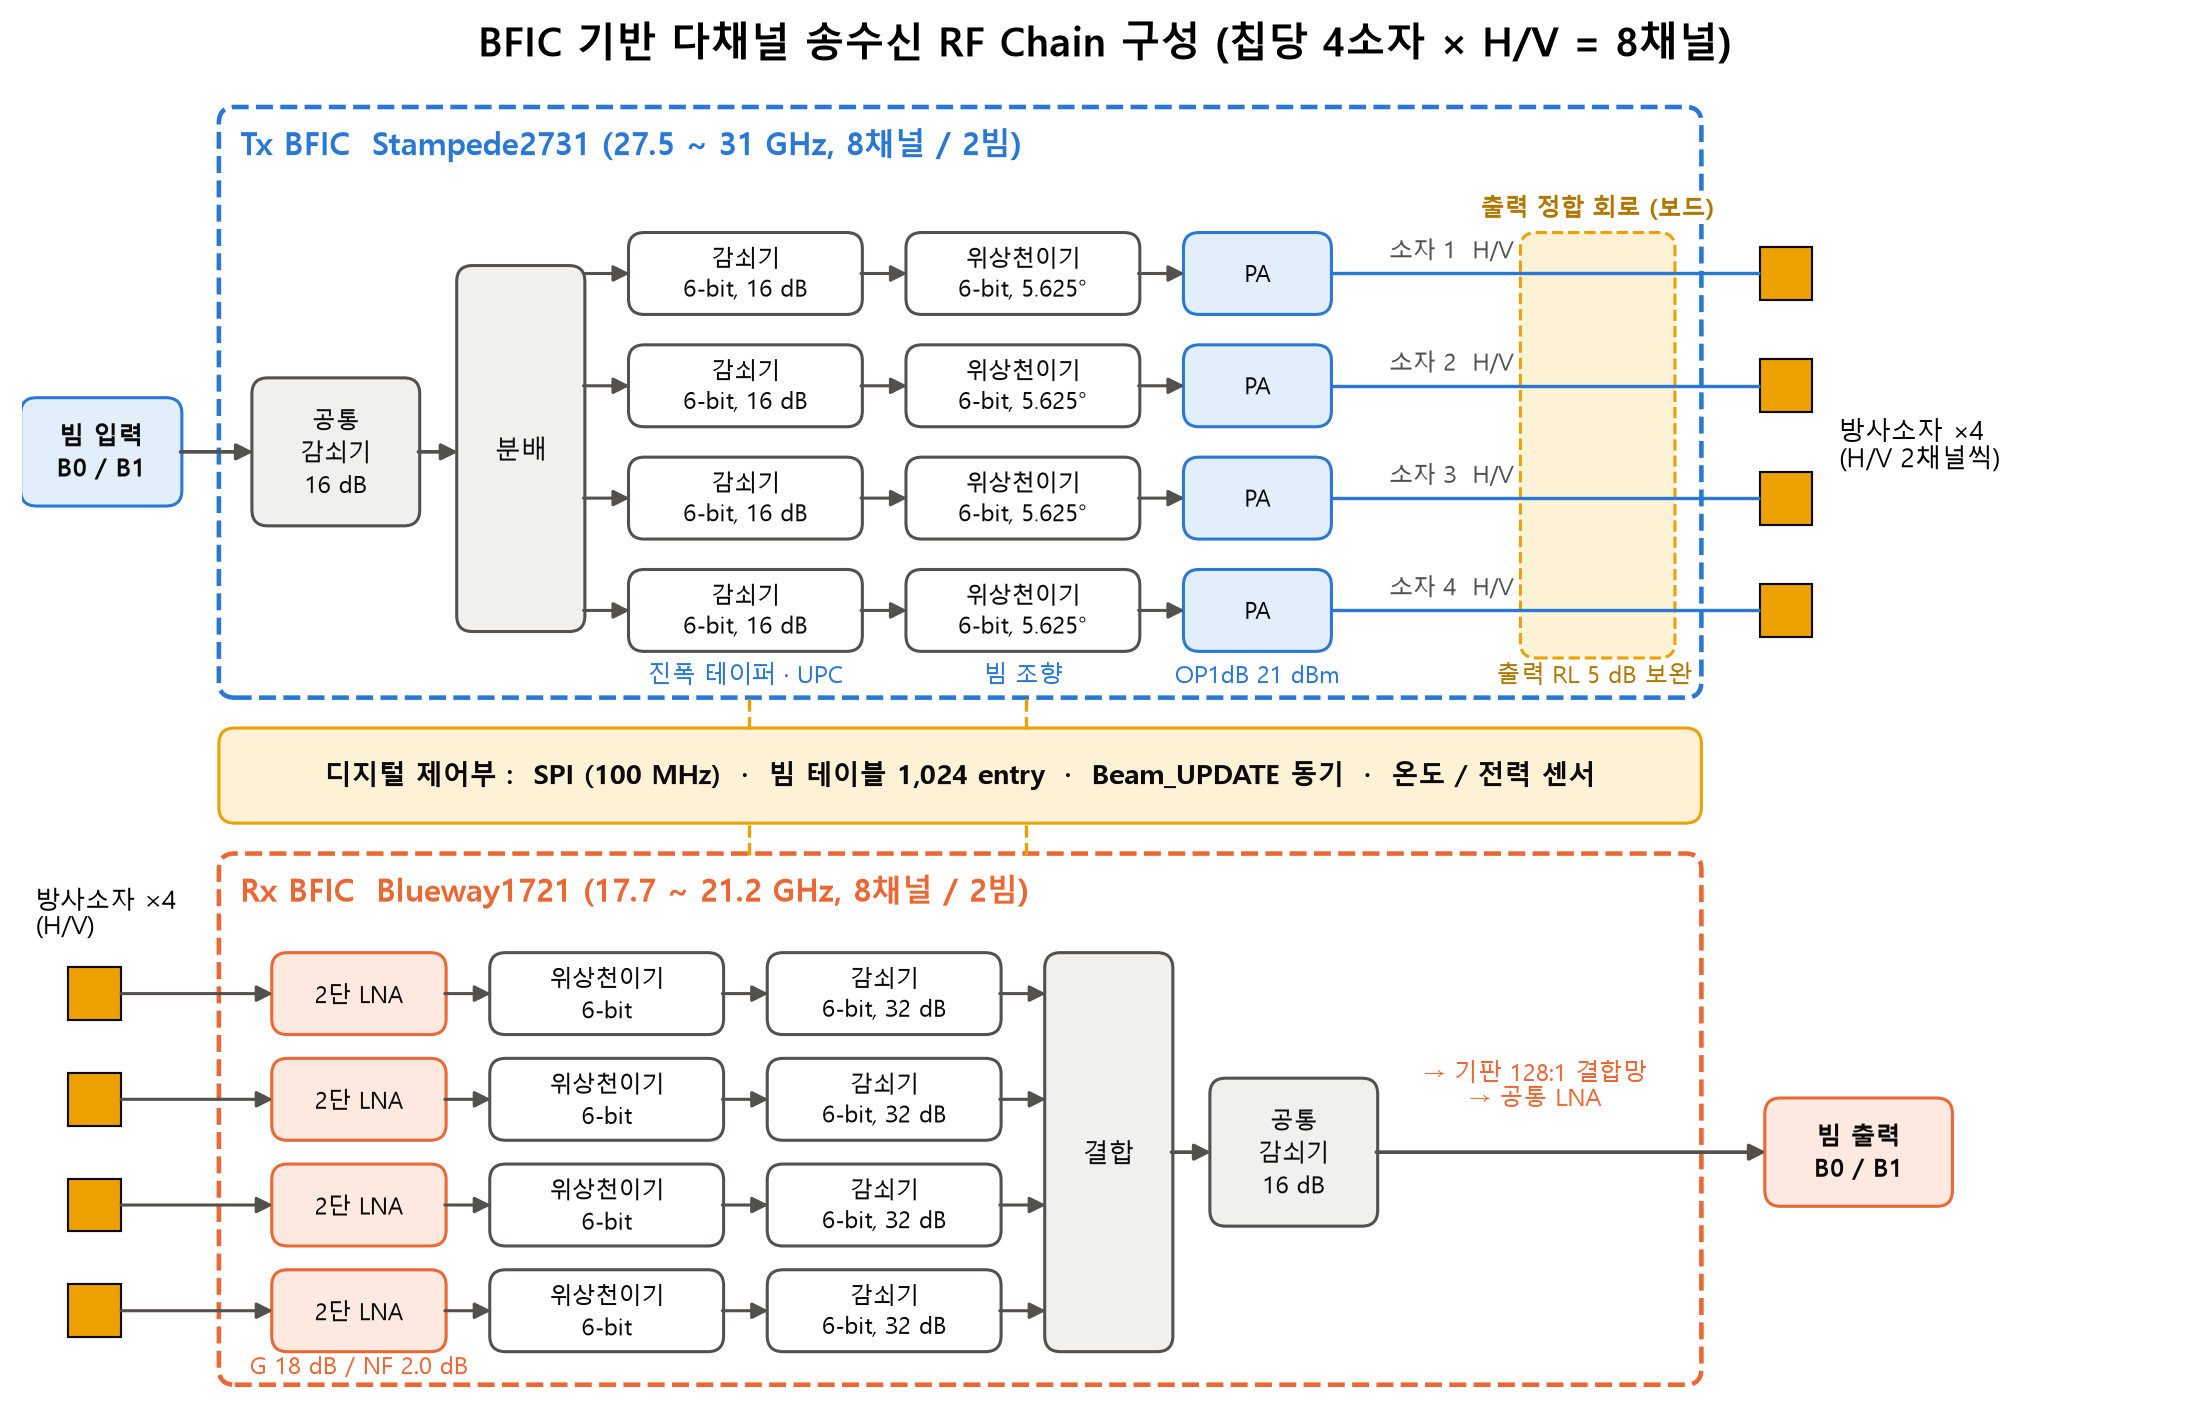 BFIC 기반 다채널 송수신 RF Chain 구성 (칩당 4소자 × H/V = 8채널)
Tx BFIC Stampede2731 (27.5 ~ 31 GHz, 8채널 / 2빔)
출력 정합 회로 (보드)
빔 입력
B0 / B1
공통
감쇠기
16 dB
분배
감쇠기
6-bit, 16 dB
위상천이기
6-bit, 5.625°
PA
소자 1 H/V
감쇠기
6-bit, 16 dB
위상천이기
6-bit, 5.625°
PA
소자 2 H/V
감쇠기
6-bit, 16 dB
위상천이기
6-bit, 5.625°
PA
소자 3 H/V
감쇠기
6-bit, 16 dB
위상천이기
6-bit, 5.625°
PA
소자 4 H/V
방사소자 ×4
(H/V 2채널씩)
진폭 테이퍼 · UPC
빔 조향
OP1dB 21 dBm
출력 RL 5 dB 보완
디지털 제어부 : SPI (100 MHz) · 빔 테이블 1,024 entry · Beam_UPDATE 동기 · 온도 / 전력 센서
Rx BFIC Blueway1721 (17.7 ~ 21.2 GHz, 8채널 / 2빔)
방사소자 ×4
(H/V)
2단 LNA
위상천이기
6-bit
감쇠기
6-bit, 32 dB
2단 LNA
위상천이기
6-bit
감쇠기
6-bit, 32 dB
2단 LNA
위상천이기
6-bit
감쇠기
6-bit, 32 dB
2단 LNA
위상천이기
6-bit
감쇠기
6-bit, 32 dB
G 18 dB / NF 2.0 dB
결합
공통
감쇠기
16 dB
→ 기판 128:1 결합망
→ 공통 LNA
빔 출력
B0 / B1